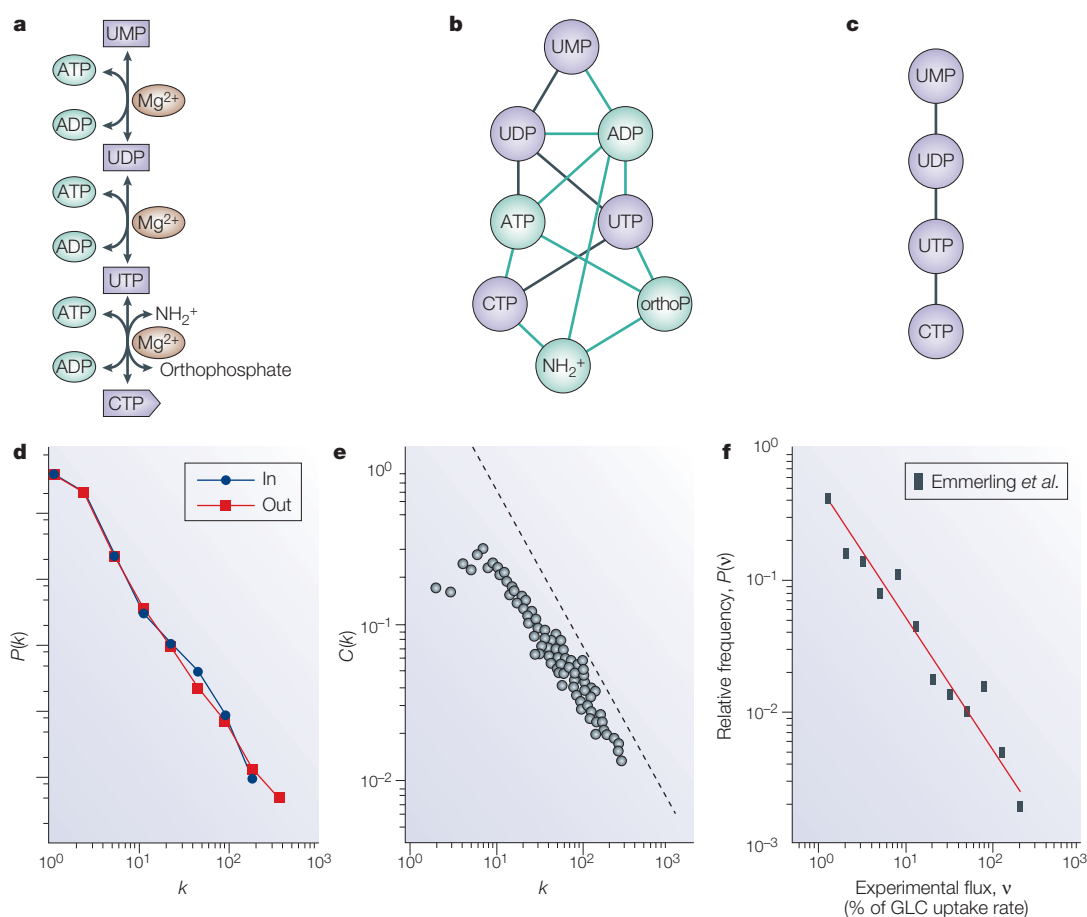 a
UMP
ATP
Mg2+
ADP
UDP
ATP
Mg2+
ADP
UTP
ATP
NH2+
Mg2+
ADP
Orthophosphate
CTP
b
UMP
UDP
ADP
ATP
UTP
CTP
orthoP
NH2+
c
UMP
UDP
UTP
CTP
d
In
Out
P(k)
10^0
10^1
10^2
10^3
k
e
10^0
10^-1
10^-2
C(k)
10^0
10^1
10^2
10^3
k
f
10^0
Emmerling et al.
10^-1
10^-2
10^-3
Relative frequency, P(ν)
10^0
10^1
10^2
10^3
Experimental flux, ν
(% of GLC uptake rate)